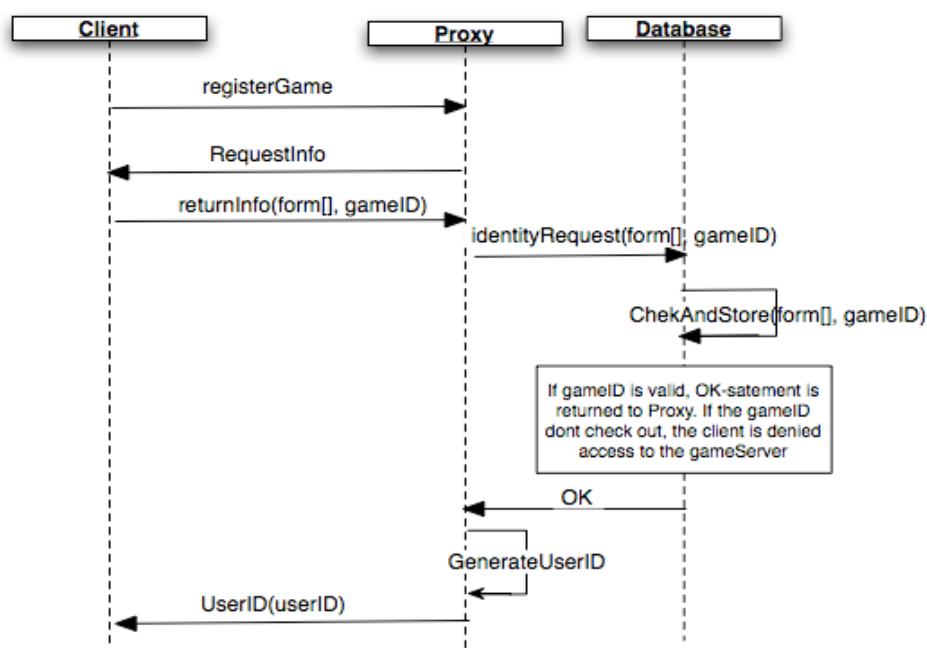 Client
Proxy
Database
registerGame
RequestInfo
returnInfo(form[], gameID)
identityRequest(form[], gameID)
ChekAndStore(form[], gameID)
If gameID is valid, OK-satement is
returned to Proxy. If the gameID
dont check out, the client is denied
access to the gameServer
OK
GenerateUserID
UserID(userID)